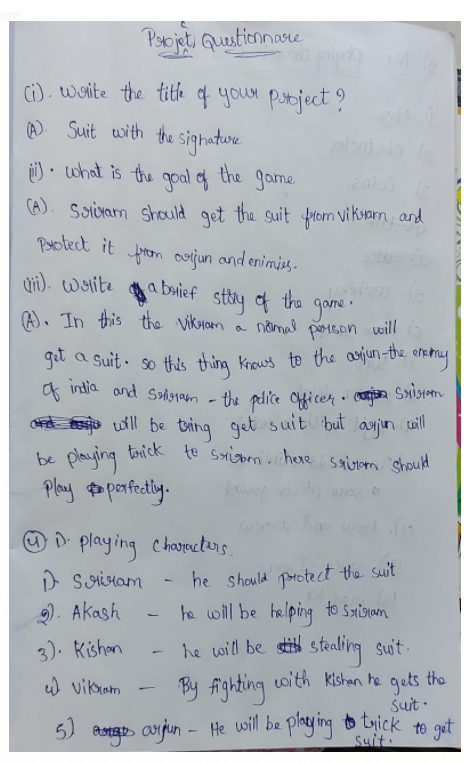 Projet c Questionnare
(i). Write the title of your project?
(A) Suit with the signature
(ii). What is the goal of the game
(A). Sriram should get the suit from vikram, and
Protect it from arjun and enimies.
(iii). Write a brief story of the game.
(A). In this the Vikram a normal person will
get a suit. so this thing knows to the arjun-the enemy
of india and Sriram - the police officer. Sriram
will be tring get suit but arjun will
be playing trick to sriram. here sriram should
Play perfectly.
4) 1). playing characters.
1) Sriram - he should protect the suit
2). Akash - he will be helping to Sriram
3). Kishan - he will be stealing suit.
4) Vikram - By fighting with Kishan he gets the
suit.
5) arjun - He will be playing trick to get
suit.